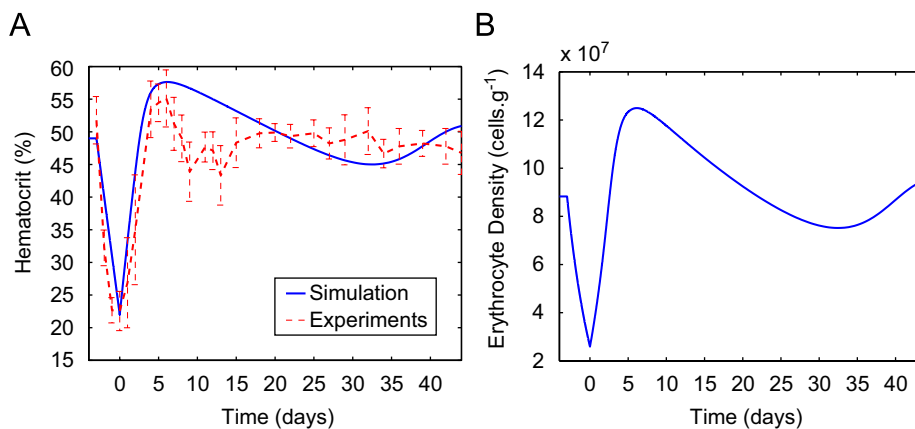 A
B
Hematocrit (%)
60
55
50
45
40
35
30
25
20
15
Simulation
Experiments
0 5 10 15 20 25 30 35 40
Time (days)
x 10⁷
Erythrocyte Density (cells.g⁻¹)
14
12
10
8
6
4
2
0 5 10 15 20 25 30 35 40
Time (days)